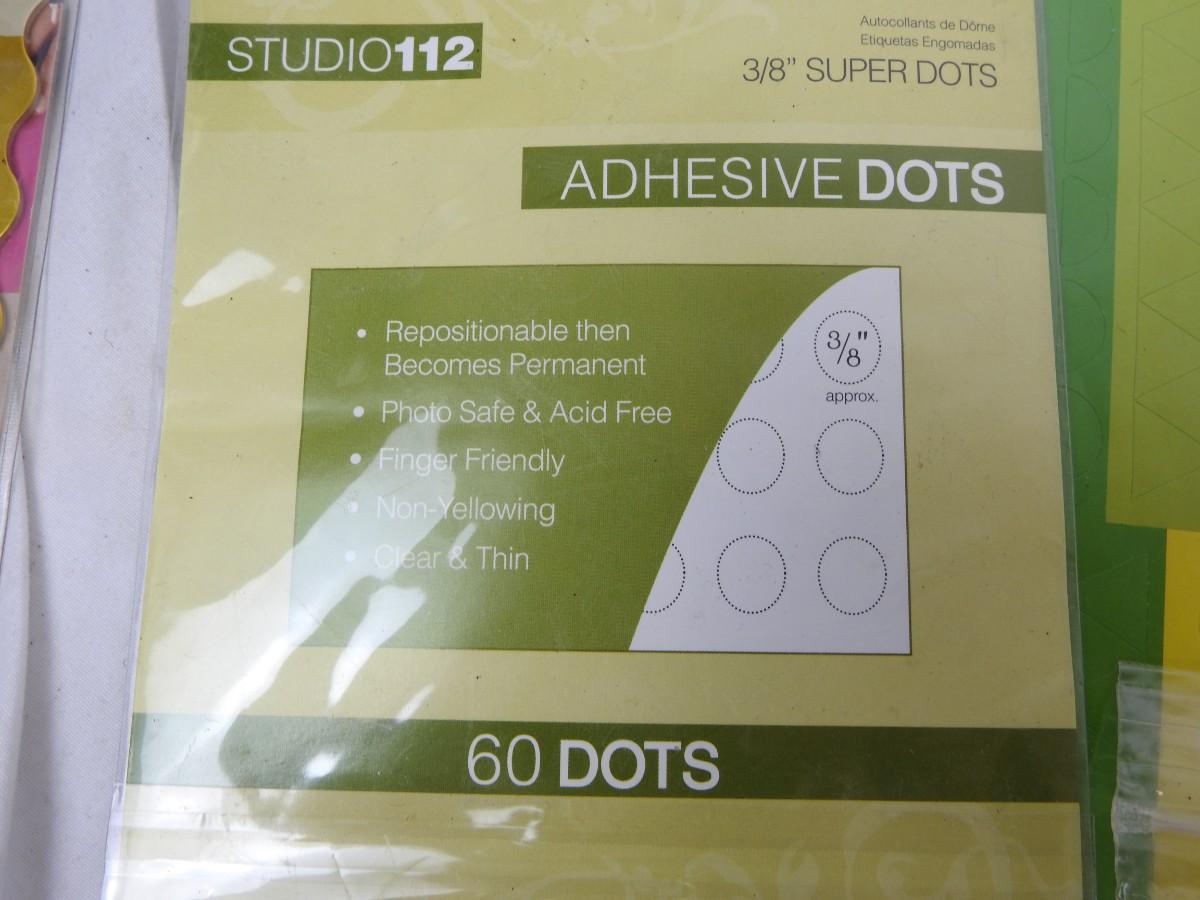 STUDIO112
Autocollants de Dôme
Etiquetas Engomadas
3/8” SUPER DOTS
ADHESIVE DOTS
• Repositionable then
Becomes Permanent
• Photo Safe & Acid Free
• Finger Friendly
• Non-Yellowing
• Clear & Thin
3/8"
approx.
60 DOTS